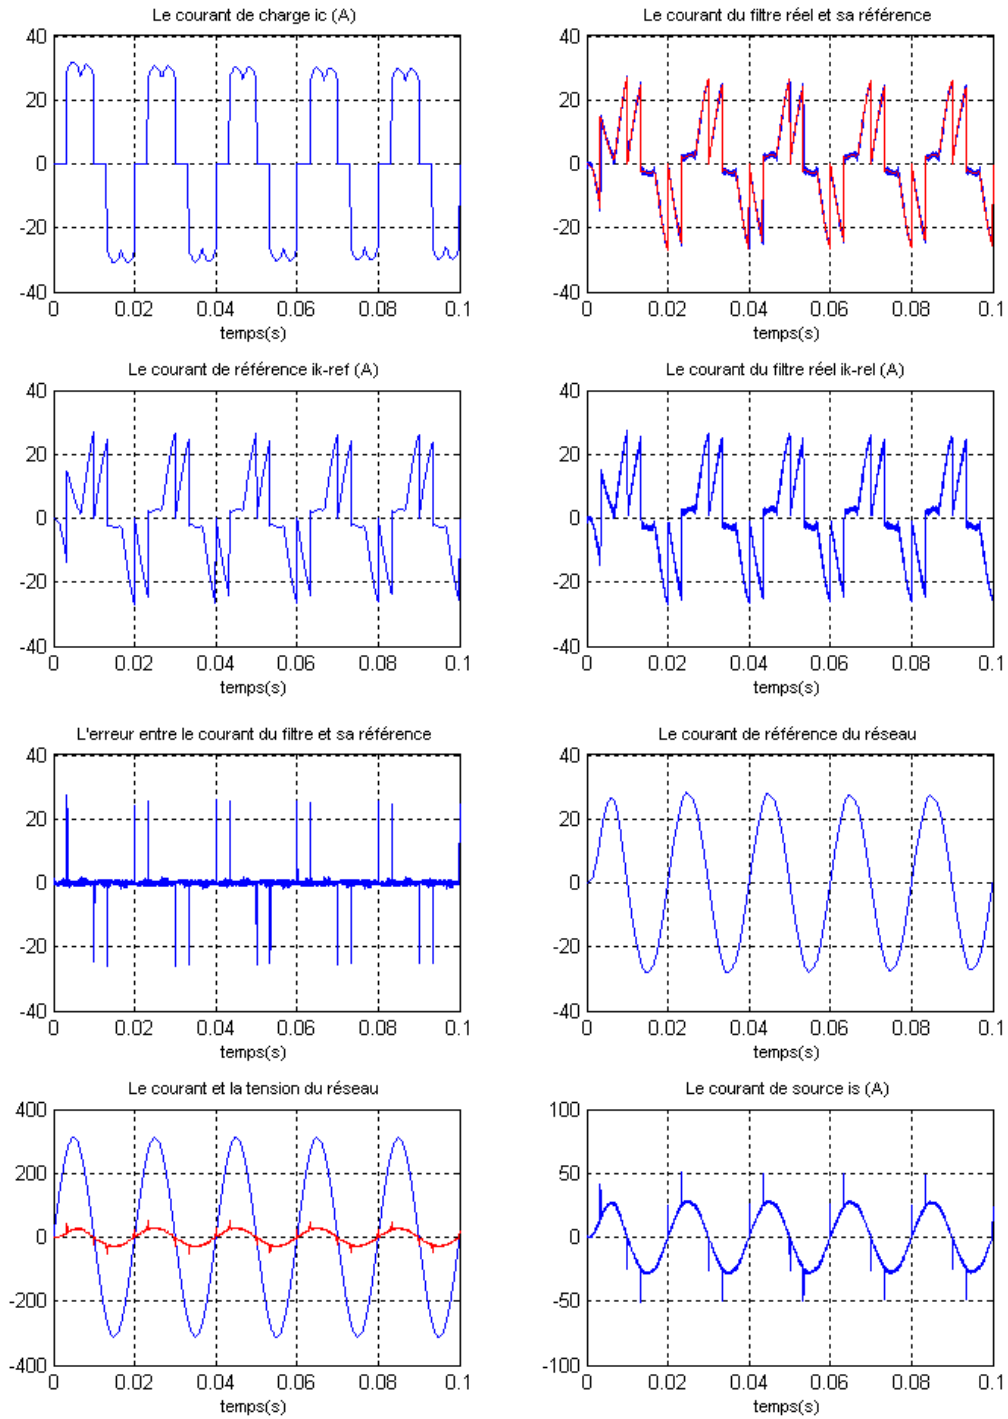 Le courant de charge ic (A)
40
20
0
-20
-40
0 0.02 0.04 0.06 0.08 0.1
temps(s)
Le courant du filtre réel et sa référence
40
20
0
-20
-40
0 0.02 0.04 0.06 0.08 0.1
temps(s)
Le courant de référence ik-ref (A)
40
20
0
-20
-40
0 0.02 0.04 0.06 0.08 0.1
temps(s)
Le courant du filtre réel ik-rel (A)
40
20
0
-20
-40
0 0.02 0.04 0.06 0.08 0.1
temps(s)
L'erreur entre le courant du filtre et sa référence
40
20
0
-20
-40
0 0.02 0.04 0.06 0.08 0.1
temps(s)
Le courant de référence du réseau
40
20
0
-20
-40
0 0.02 0.04 0.06 0.08 0.1
temps(s)
Le courant et la tension du réseau
400
200
0
-200
-400
0 0.02 0.04 0.06 0.08 0.1
temps(s)
Le courant de source is (A)
100
50
0
-50
-100
0 0.02 0.04 0.06 0.08 0.1
temps(s)